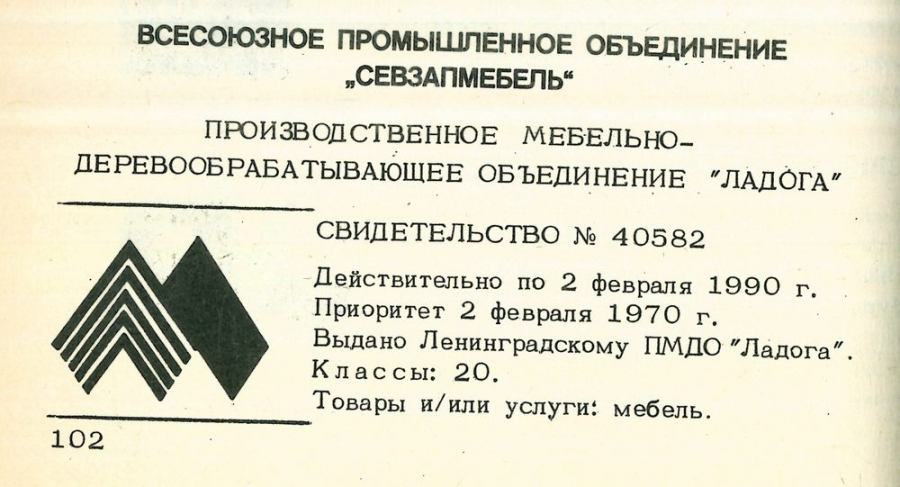 ВСЕСОЮЗНОЕ ПРОМЫШЛЕННОЕ ОБЪЕДИНЕНИЕ
„СЕВЗАПМЕБЕЛЬ“
ПРОИЗВОДСТВЕННОЕ МЕБЕЛЬНО-
ДЕРЕВООБРАБАТЫВАЮЩЕЕ ОБЪЕДИНЕНИЕ "ЛАДОГА"
СВИДЕТЕЛЬСТВО № 40582
Действительно по 2 февраля 1990 г.
Приоритет 2 февраля 1970 г.
Выдано Ленинградскому ПМДО "Ладога".
Классы: 20.
Товары и/или услуги: мебель.
102